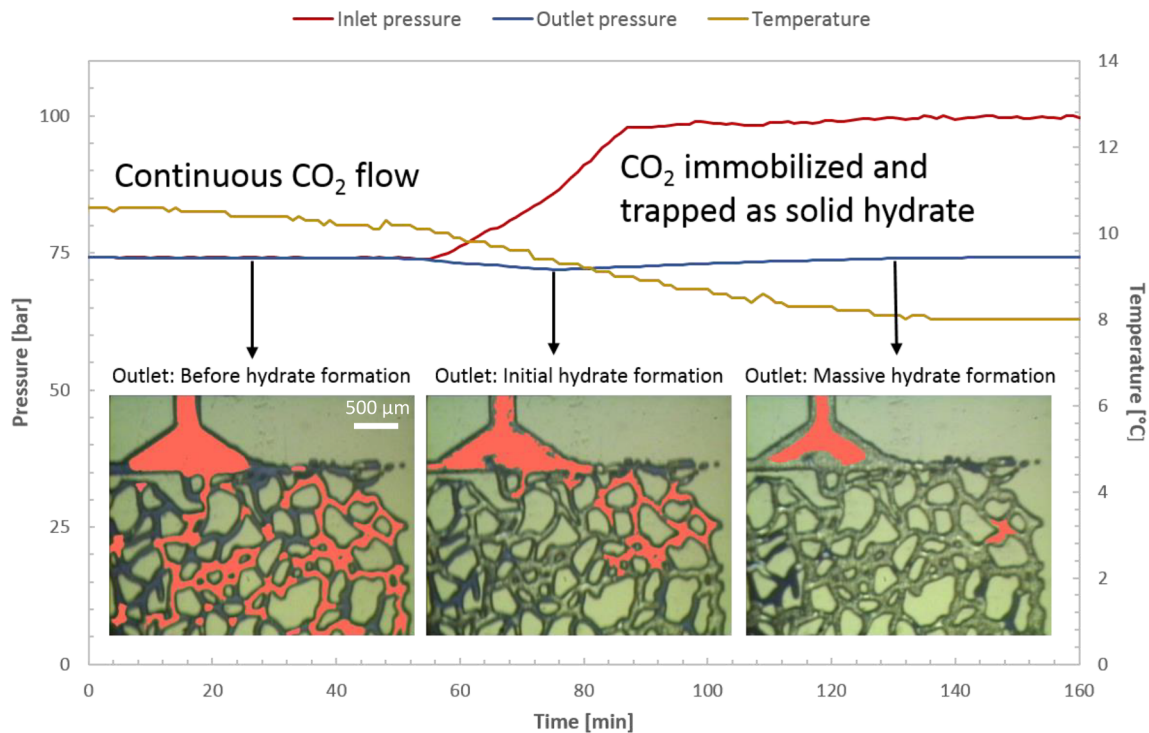 Inlet pressure Outlet pressure Temperature
14
100
12
Continuous CO₂ flow
CO₂ immobilized and
trapped as solid hydrate
10
75
8
Pressure [bar]
Temperature [°C]
Outlet: Before hydrate formation
Outlet: Initial hydrate formation
Outlet: Massive hydrate formation
50
6
500 µm
4
25
2
0
0
0 20 40 60 80 100 120 140 160
Time [min]